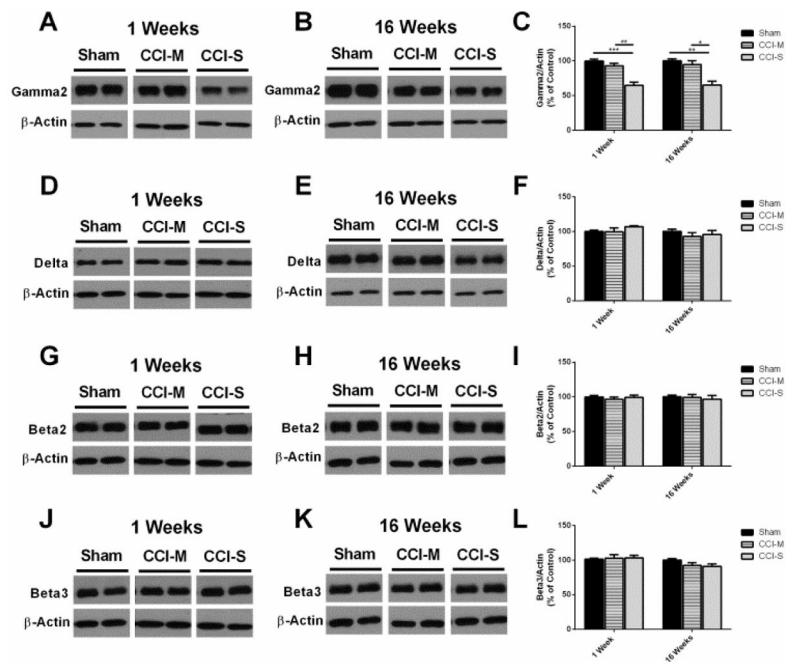 A
1 Weeks
Sham CCI-M CCI-S
Gamma2
β-Actin
B
16 Weeks
Sham CCI-M CCI-S
Gamma2
β-Actin
C
Gamma2/Actin
(% of Control)
150
100
50
0
*** ** ** *
1 Week
16 Weeks
Sham
CCI-M
CCI-S
D
1 Weeks
Sham CCI-M CCI-S
Delta
β-Actin
E
16 Weeks
Sham CCI-M CCI-S
Delta
β-Actin
F
Delta/Actin
(% of Control)
150
100
50
0
1 Week
16 Weeks
Sham
CCI-M
CCI-S
G
1 Weeks
Sham CCI-M CCI-S
Beta2
β-Actin
H
16 Weeks
Sham CCI-M CCI-S
Beta2
β-Actin
I
Beta2/Actin
(% of Control)
150
100
50
0
1 Week
16 Weeks
Sham
CCI-M
CCI-S
J
1 Weeks
Sham CCI-M CCI-S
Beta3
β-Actin
K
16 Weeks
Sham CCI-M CCI-S
Beta3
β-Actin
L
Beta3/Actin
(% of Control)
150
100
50
0
1 Week
16 Weeks
Sham
CCI-M
CCI-S